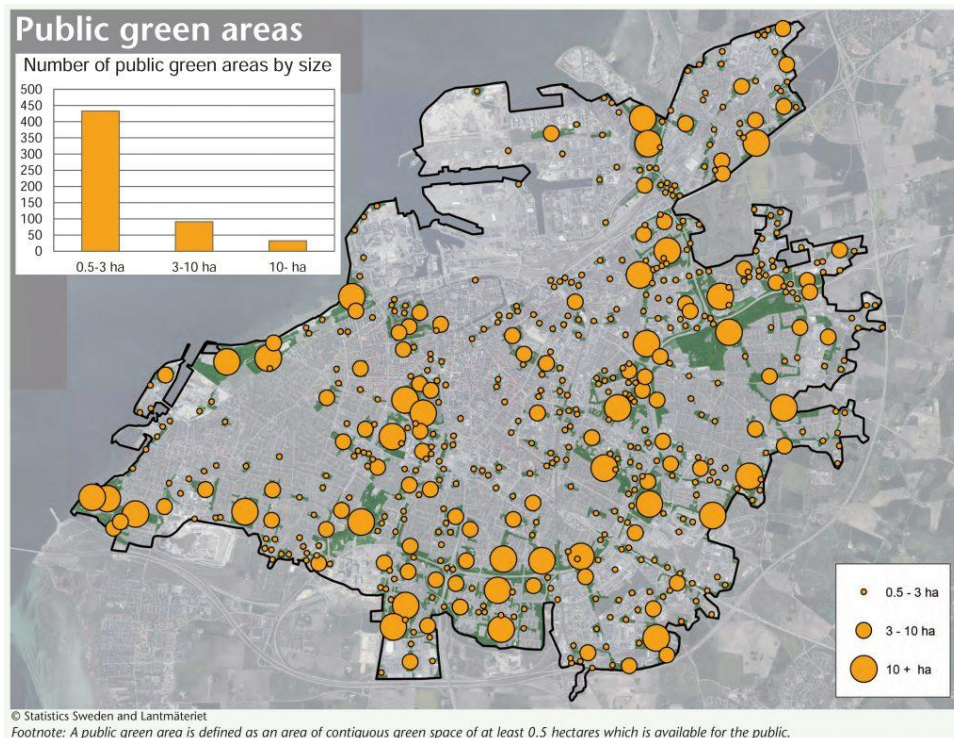 Public green areas
Number of public green areas by size
500
450
400
350
300
250
200
150
100
50
0
0.5-3 ha
3-10 ha
10- ha
0.5 - 3 ha
3 - 10 ha
10 + ha
© Statistics Sweden and Lantmäteriet
Footnote: A public green area is defined as an area of contiguous green space of at least 0.5 hectares which is available for the public.